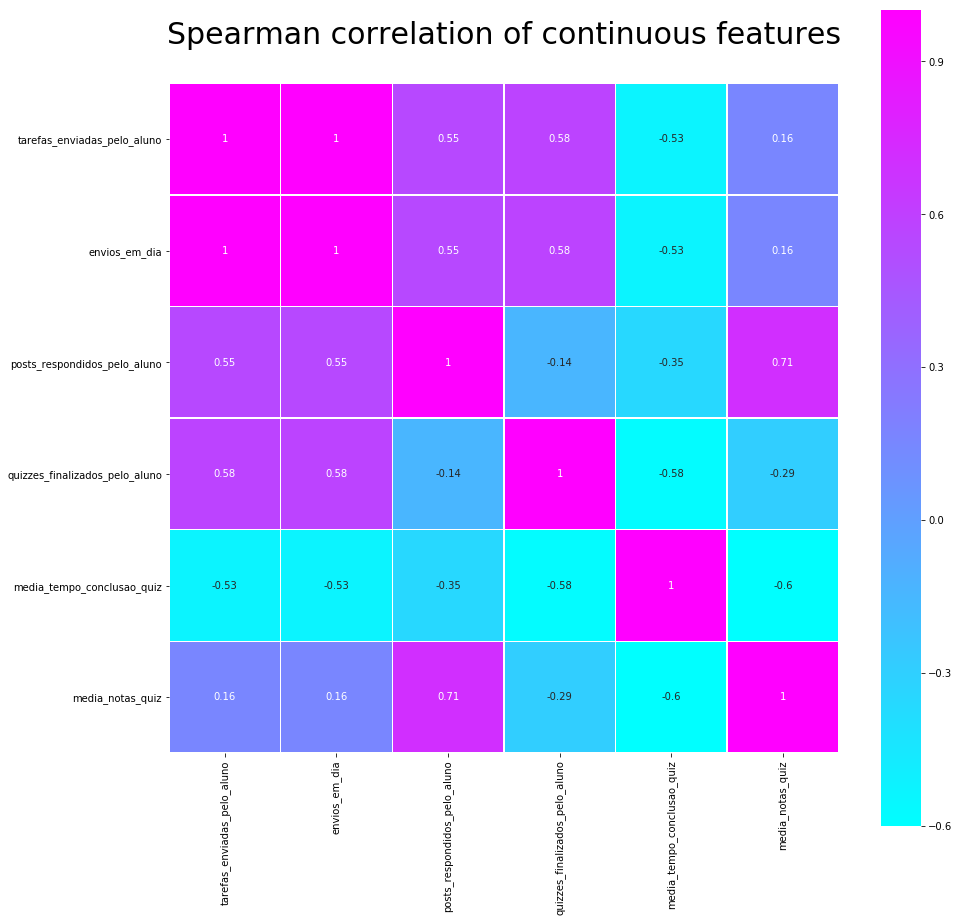 Spearman correlation of continuous features
tarefas_enviadas_pelo_aluno 1 1 0.55 0.58 -0.53 0.16
envios_em_dia 1 1 0.55 0.58 -0.53 0.16
posts_respondidos_pelo_aluno 0.55 0.55 1 -0.14 -0.35 0.71
quizzes_finalizados_pelo_aluno 0.58 0.58 -0.14 1 -0.58 -0.29
media_tempo_conclusao_quiz -0.53 -0.53 -0.35 -0.58 1 -0.6
media_notas_quiz 0.16 0.16 0.71 -0.29 -0.6 1
tarefas_enviadas_pelo_aluno
envios_em_dia
posts_respondidos_pelo_aluno
quizzes_finalizados_pelo_aluno
media_tempo_conclusao_quiz
media_notas_quiz
0.9
0.6
0.3
0.0
−0.3
−0.6